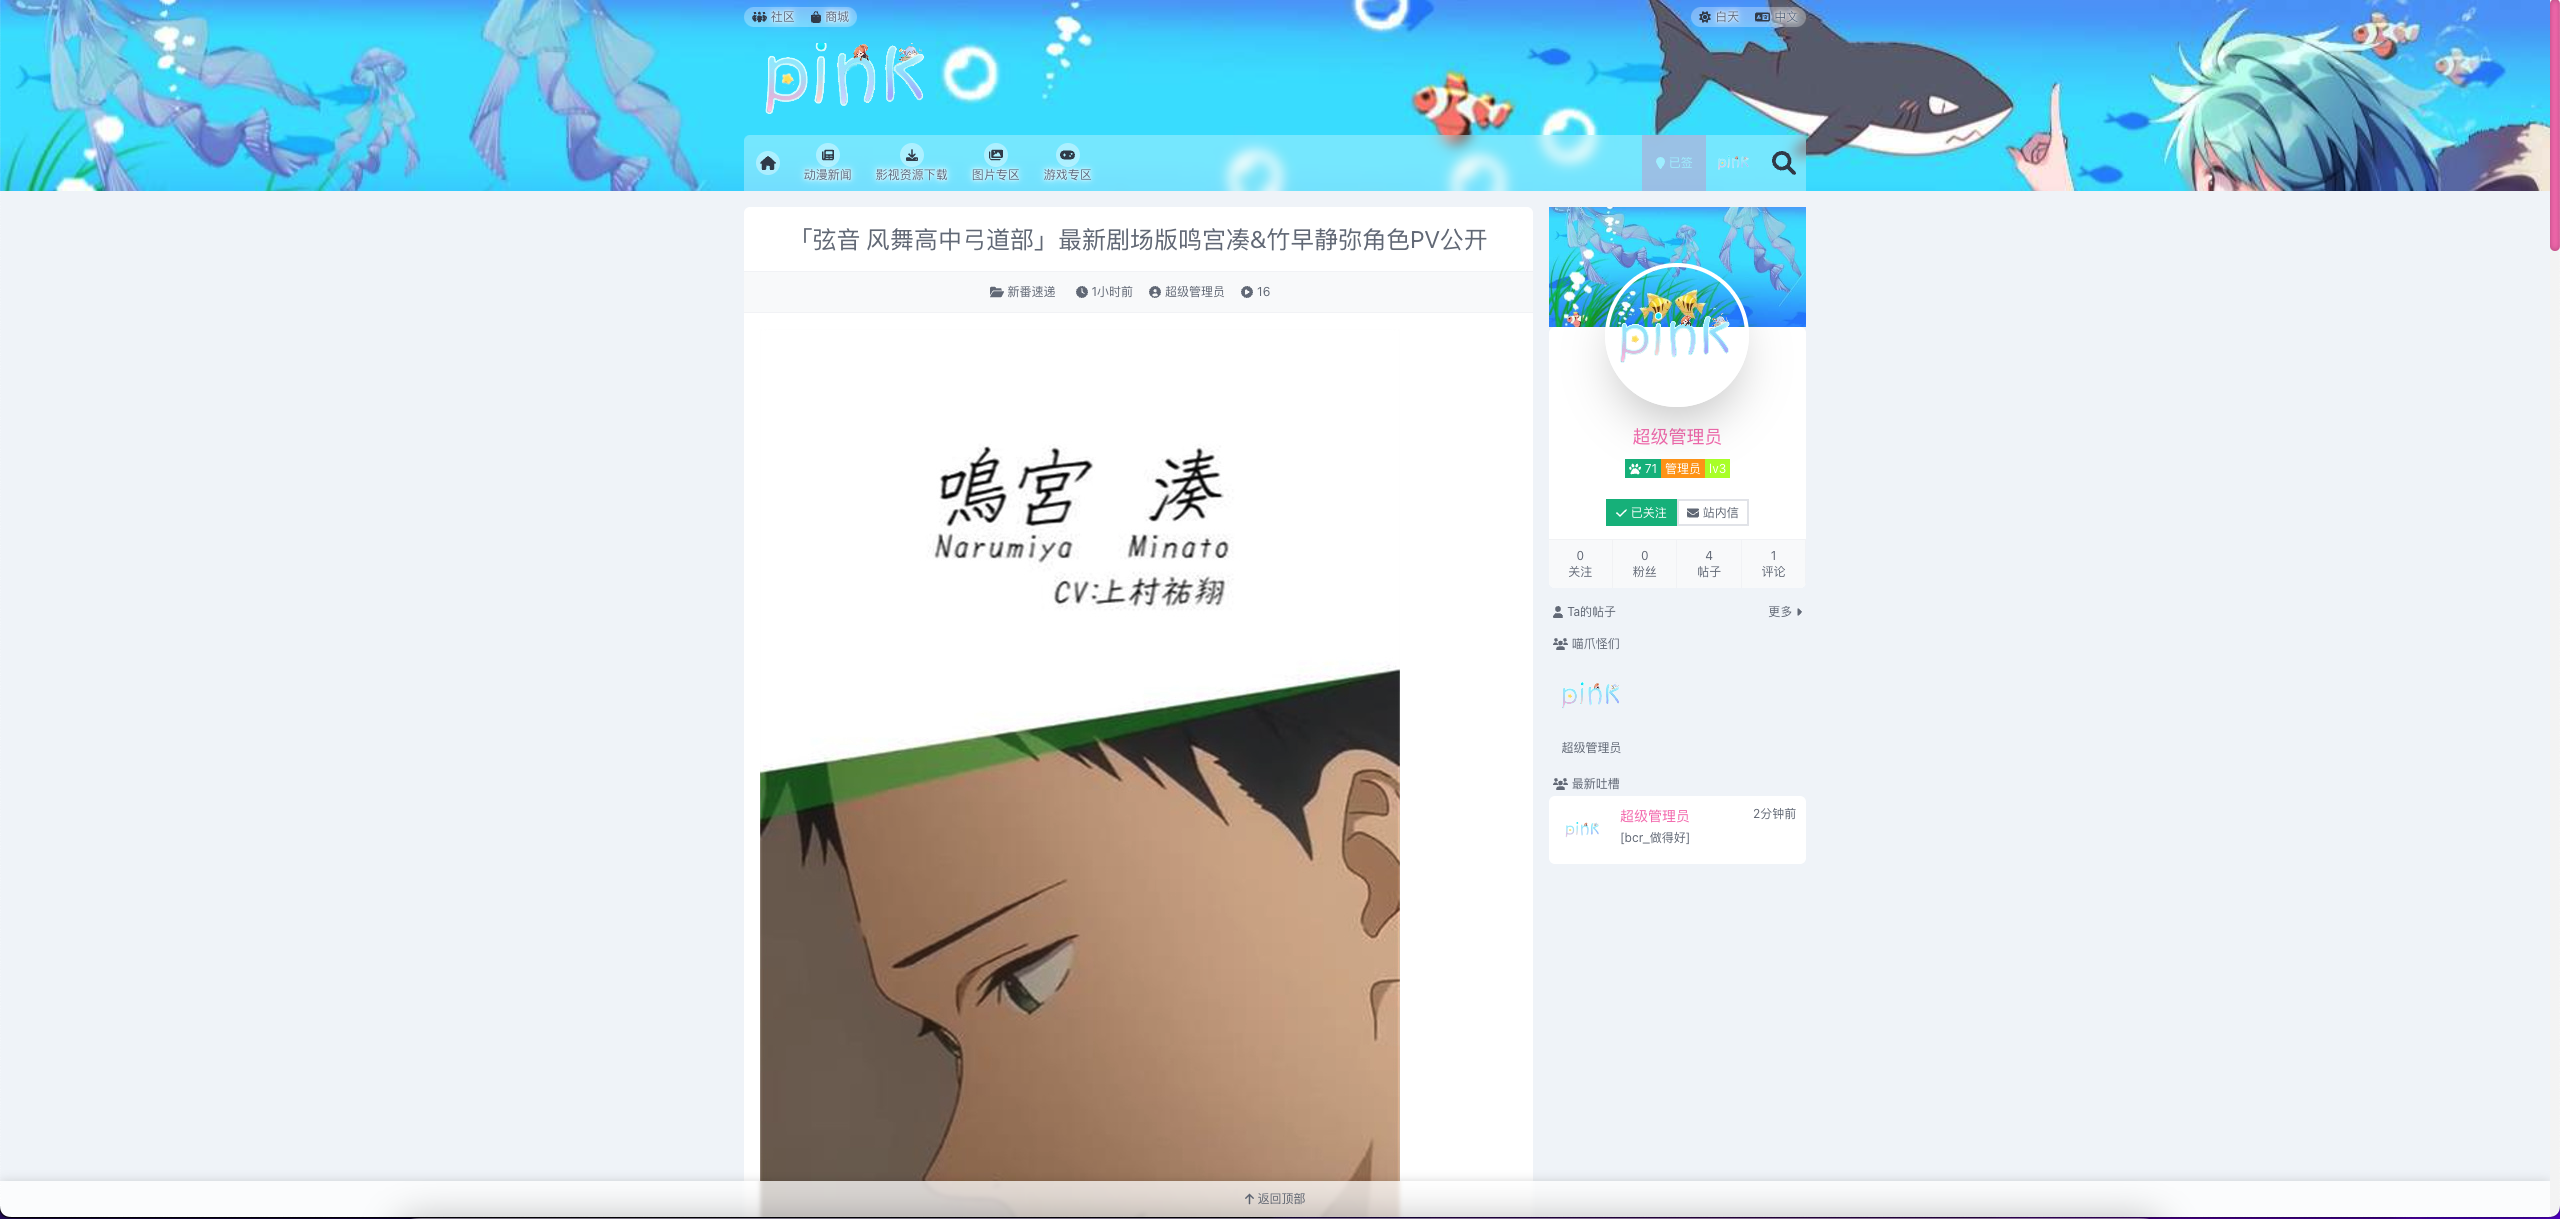 社区 商城
白天 中文
pink
动漫新闻 影视资源下载 图片专区 游戏专区
已签 pink
「弦音 风舞高中弓道部」最新剧场版鸣宫凑&竹早静弥角色PV公开
新番速递 1小时前 超级管理员 16
鳴宮 湊
Narumiya Minato
CV:上村祐翔
pink
超级管理员
71 管理员 lv3
已关注 站内信
0 0 4 1
关注 粉丝 帖子 评论
Ta的帖子 更多
喵爪怪们
pink
超级管理员
最新吐槽
pink 超级管理员 2分钟前
[bcr_做得好]
返回顶部